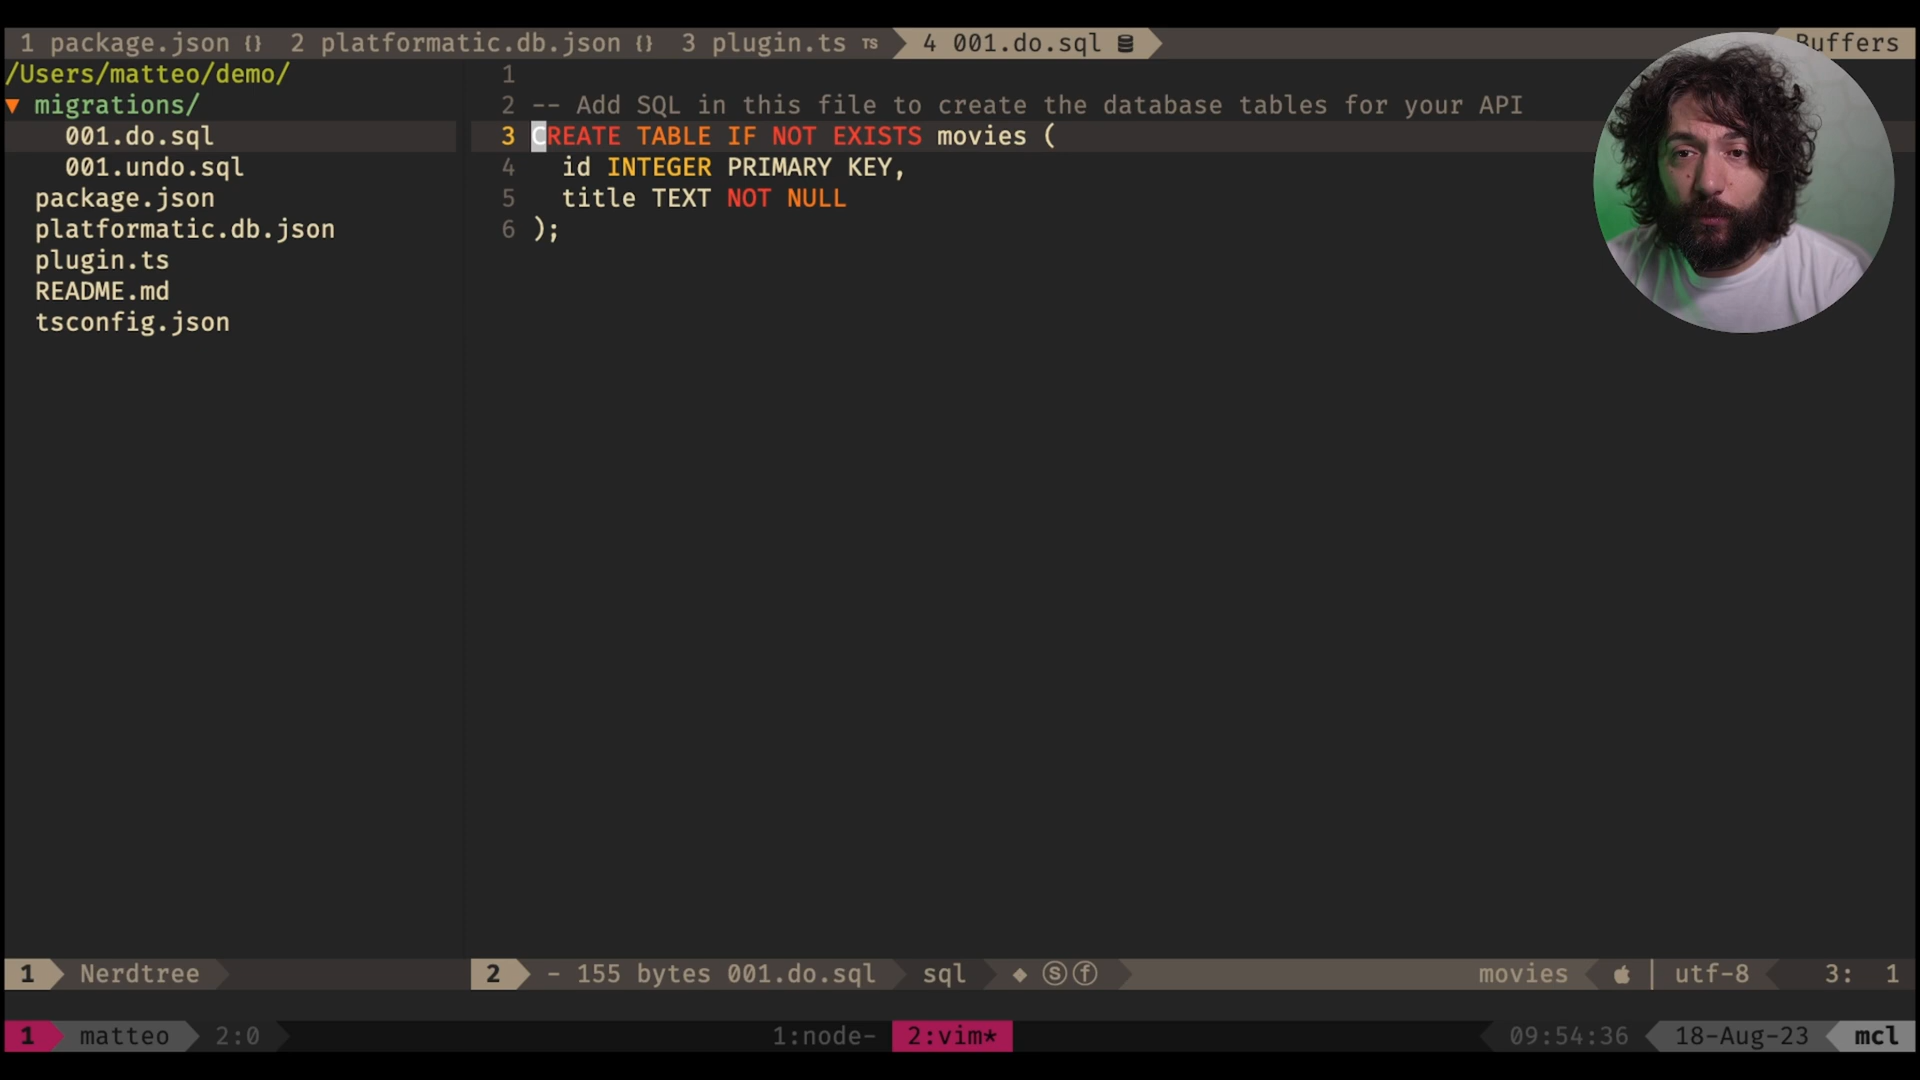 1 package.json {} 2 platformatic.db.json {} 3 plugin.ts TS 4 001.do.sql Buffers
/Users/matteo/demo/
▼ migrations/
001.do.sql
001.undo.sql
package.json
platformatic.db.json
plugin.ts
README.md
tsconfig.json
1
2 -- Add SQL in this file to create the database tables for your API
3 CREATE TABLE IF NOT EXISTS movies (
4 id INTEGER PRIMARY KEY,
5 title TEXT NOT NULL
6 );
1 Nerdtree
2 - 155 bytes 001.do.sql sql ◆ ⓢⓕ movies | utf-8 3: 1
1 matteo 2:0 1:node- 2:vim* 09:54:36 18-Aug-23 mcl